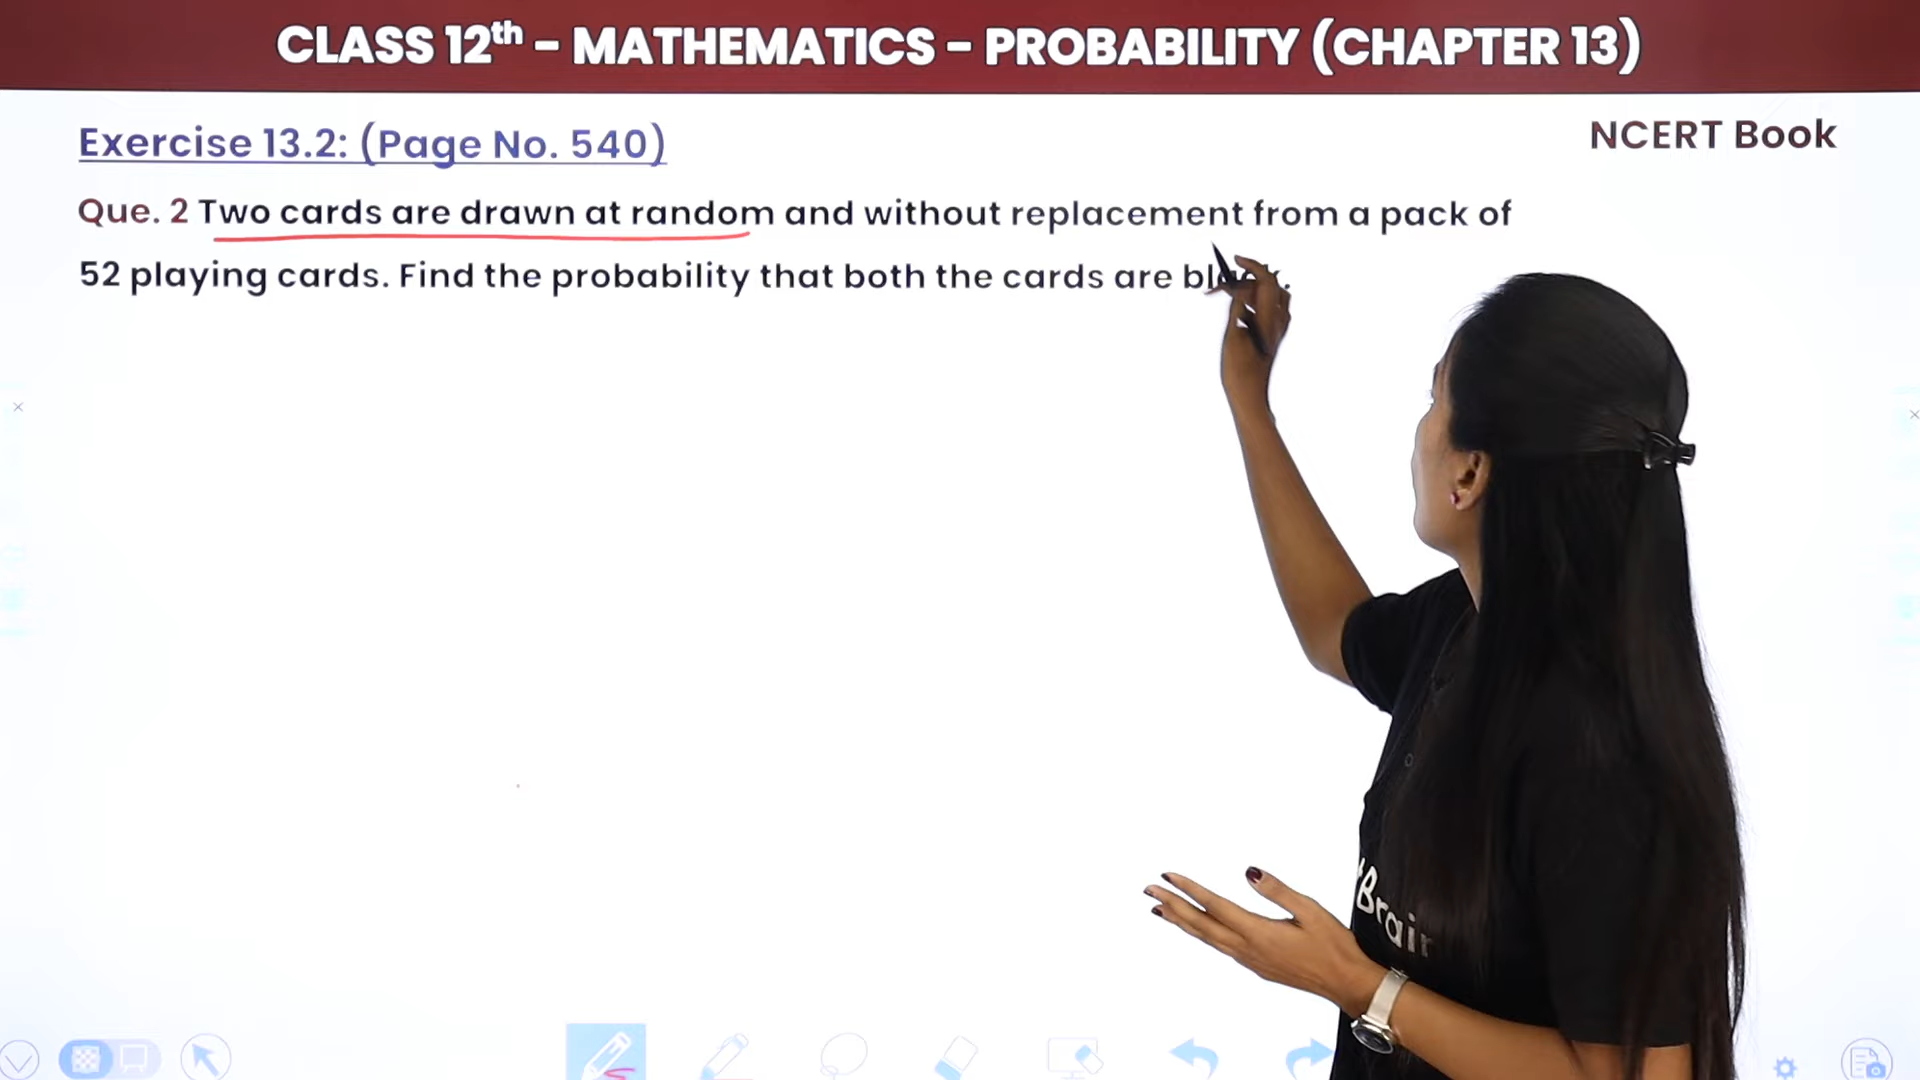 CLASS 12th – MATHEMATICS – PROBABILITY (CHAPTER 13)
Exercise 13.2: (Page No. 540)
NCERT Book
Que. 2 Two cards are drawn at random and without replacement from a pack of
52 playing cards. Find the probability that both the cards are
Brain